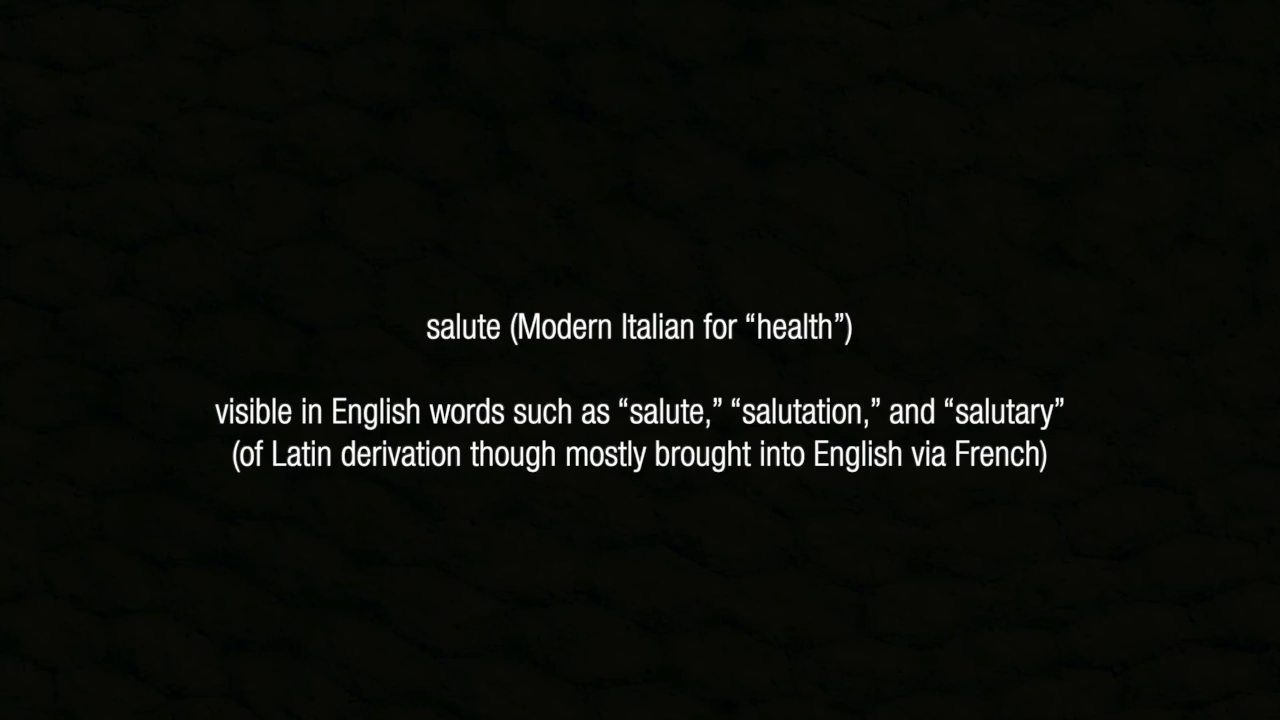 salute (Modern Italian for “health”)
visible in English words such as “salute,” “salutation,” and “salutary”
(of Latin derivation though mostly brought into English via French)